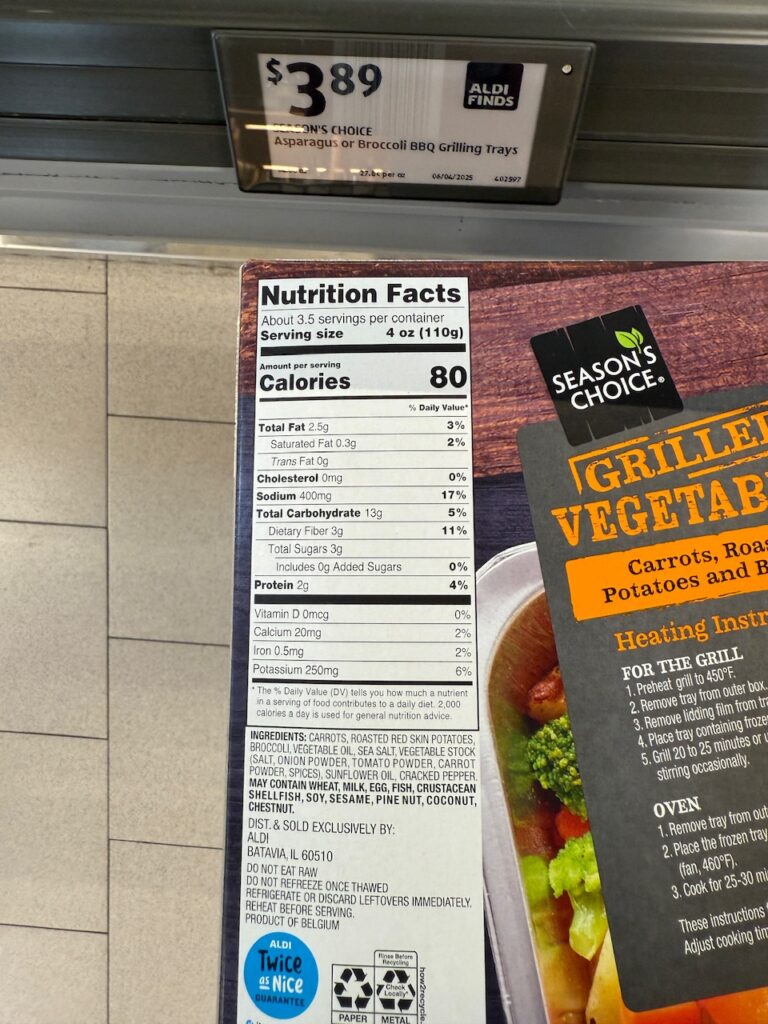 $3 89
ALDI
FINDS
SEASON'S CHOICE
Asparagus or Broccoli BBQ Grilling Trays
per oz 06/04/2025 402597
Nutrition Facts
About 3.5 servings per container
Serving size 4 oz (110g)
Amount per serving
Calories 80
% Daily Value*
Total Fat 2.5g 3%
Saturated Fat 0.3g 2%
Trans Fat 0g
Cholesterol 0mg 0%
Sodium 400mg 17%
Total Carbohydrate 13g 5%
Dietary Fiber 3g 11%
Total Sugars 3g
Includes 0g Added Sugars 0%
Protein 2g 4%
Vitamin D 0mcg 0%
Calcium 20mg 2%
Iron 0.5mg 2%
Potassium 250mg 6%
* The % Daily Value (DV) tells you how much a nutrient
in a serving of food contributes to a daily diet. 2,000
calories a day is used for general nutrition advice.
INGREDIENTS: CARROTS, ROASTED RED SKIN POTATOES,
BROCCOLI, VEGETABLE OIL, SEA SALT, VEGETABLE STOCK
(SALT, ONION POWDER, TOMATO POWDER, CARROT
POWDER, SPICES), SUNFLOWER OIL, CRACKED PEPPER.
MAY CONTAIN WHEAT, MILK, EGG, FISH, CRUSTACEAN
SHELLFISH, SOY, SESAME, PINE NUT, COCONUT,
CHESTNUT.
DIST. & SOLD EXCLUSIVELY BY:
ALDI
BATAVIA, IL 60510
DO NOT EAT RAW
DO NOT REFREEZE ONCE THAWED
REFRIGERATE OR DISCARD LEFTOVERS IMMEDIATELY.
REHEAT BEFORE SERVING.
PRODUCT OF BELGIUM
ALDI
Twice
as Nice
GUARANTEE
Rinse Before
Recycling
Check
Locally*
PAPER METAL
how2recycle
SEASON'S
CHOICE®
GRILLE
VEGETAB
Carrots, Roas
Potatoes and B
Heating Instr
FOR THE GRILL
1. Preheat grill to 450°F.
2. Remove tray from outer box.
3. Remove lidding film from tra
4. Place tray containing froze
5. Grill 20 to 25 minutes or u
stirring occasionally.
OVEN
1. Remove tray from out
2. Place the frozen tray
(fan, 460°F).
3. Cook for 25-30 mi
These instructions
Adjust cooking tim